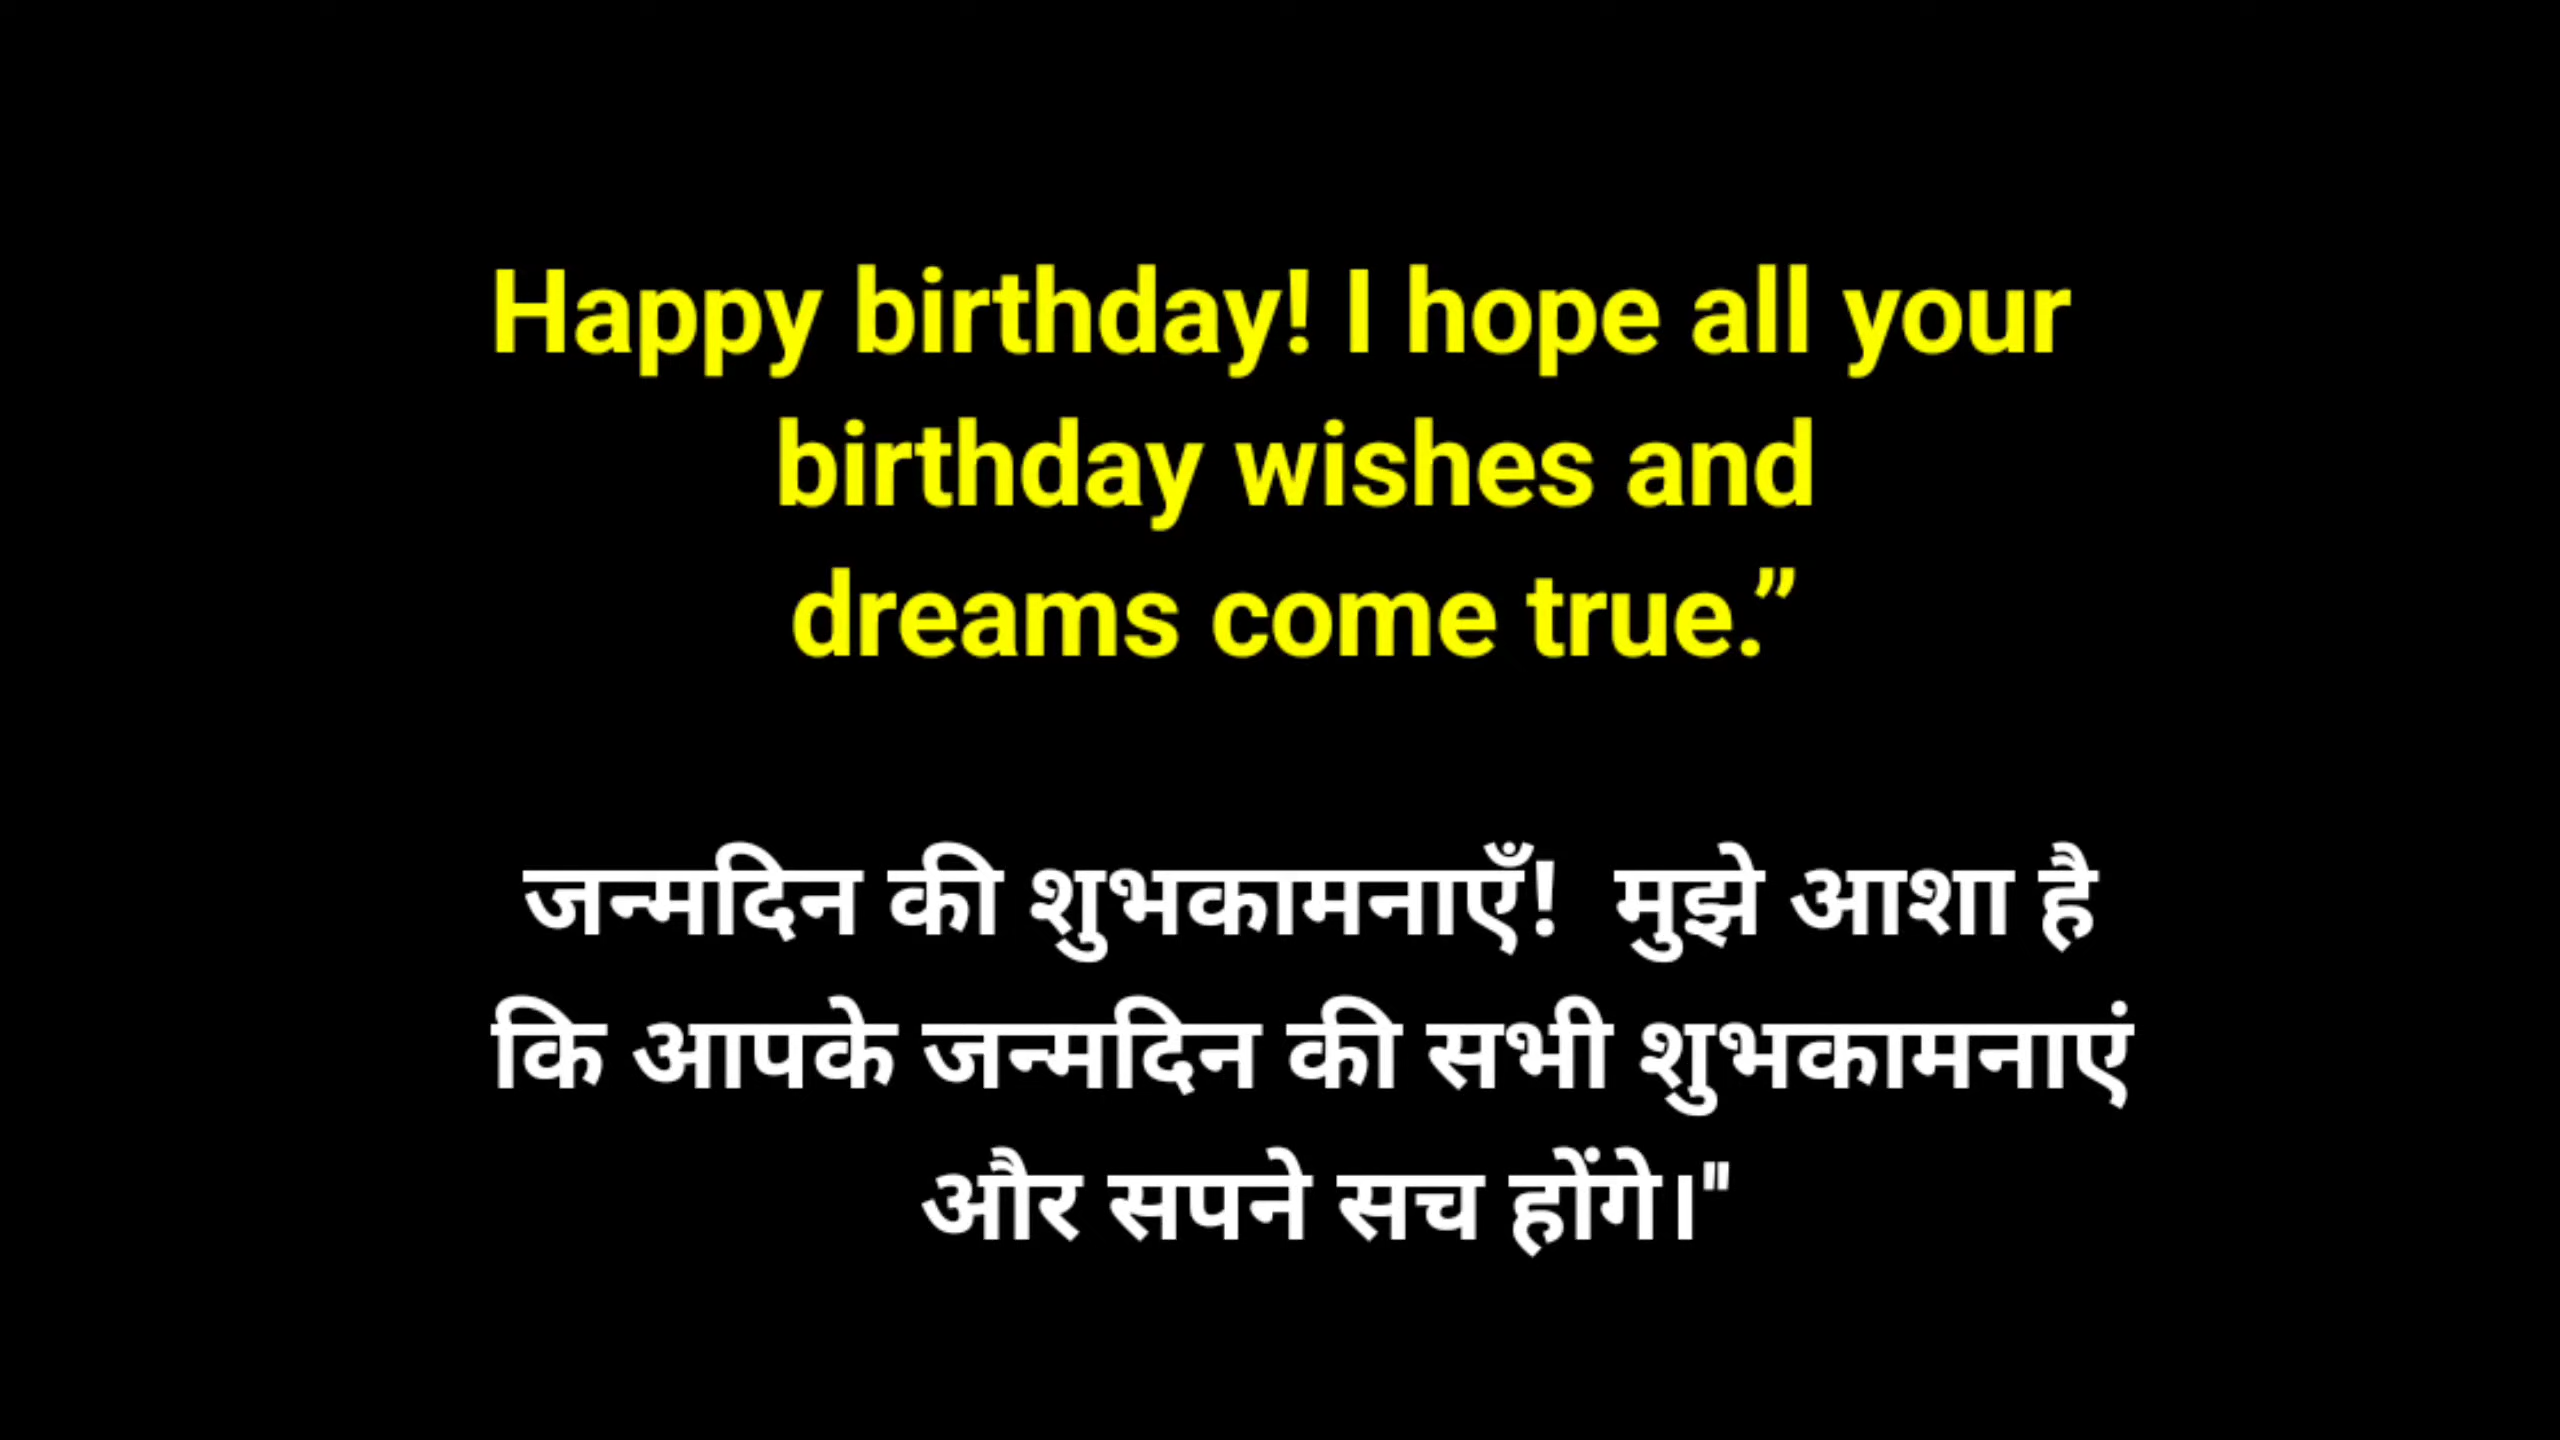 Happy birthday! I hope all your
birthday wishes and
dreams come true.”
जन्मदिन की शुभकामनाएँ!  मुझे आशा है
कि आपके जन्मदिन की सभी शुभकामनाएं
और सपने सच होंगे।"